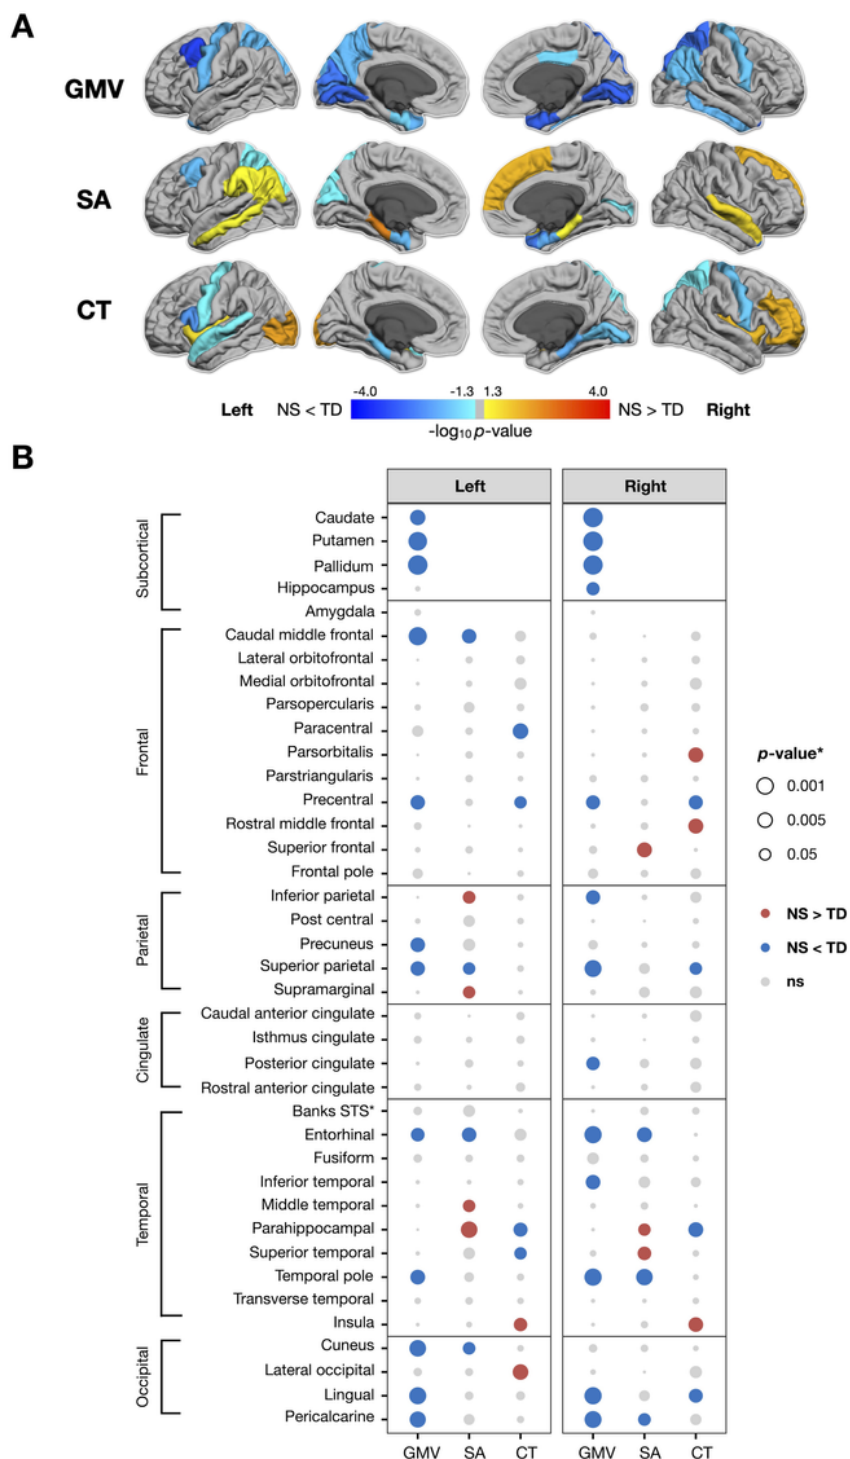 A
GMV
SA
CT
-4.0 -1.3 1.3 4.0
Left NS < TD NS > TD Right
-log10 p-value
B
Left Right
Subcortical
Caudate
Putamen
Pallidum
Hippocampus
Amygdala
Frontal
Caudal middle frontal
Lateral orbitofrontal
Medial orbitofrontal
Parsopercularis
Paracentral
Parsorbitalis
Parstriangularis
Precentral
Rostral middle frontal
Superior frontal
Frontal pole
Parietal
Inferior parietal
Post central
Precuneus
Superior parietal
Supramarginal
Cingulate
Caudal anterior cingulate
Isthmus cingulate
Posterior cingulate
Rostral anterior cingulate
Temporal
Banks STS*
Entorhinal
Fusiform
Inferior temporal
Middle temporal
Parahippocampal
Superior temporal
Temporal pole
Transverse temporal
Insula
Occipital
Cuneus
Lateral occipital
Lingual
Pericalcarine
GMV SA CT GMV SA CT
p-value*
0.001
0.005
0.05
NS > TD
NS < TD
ns